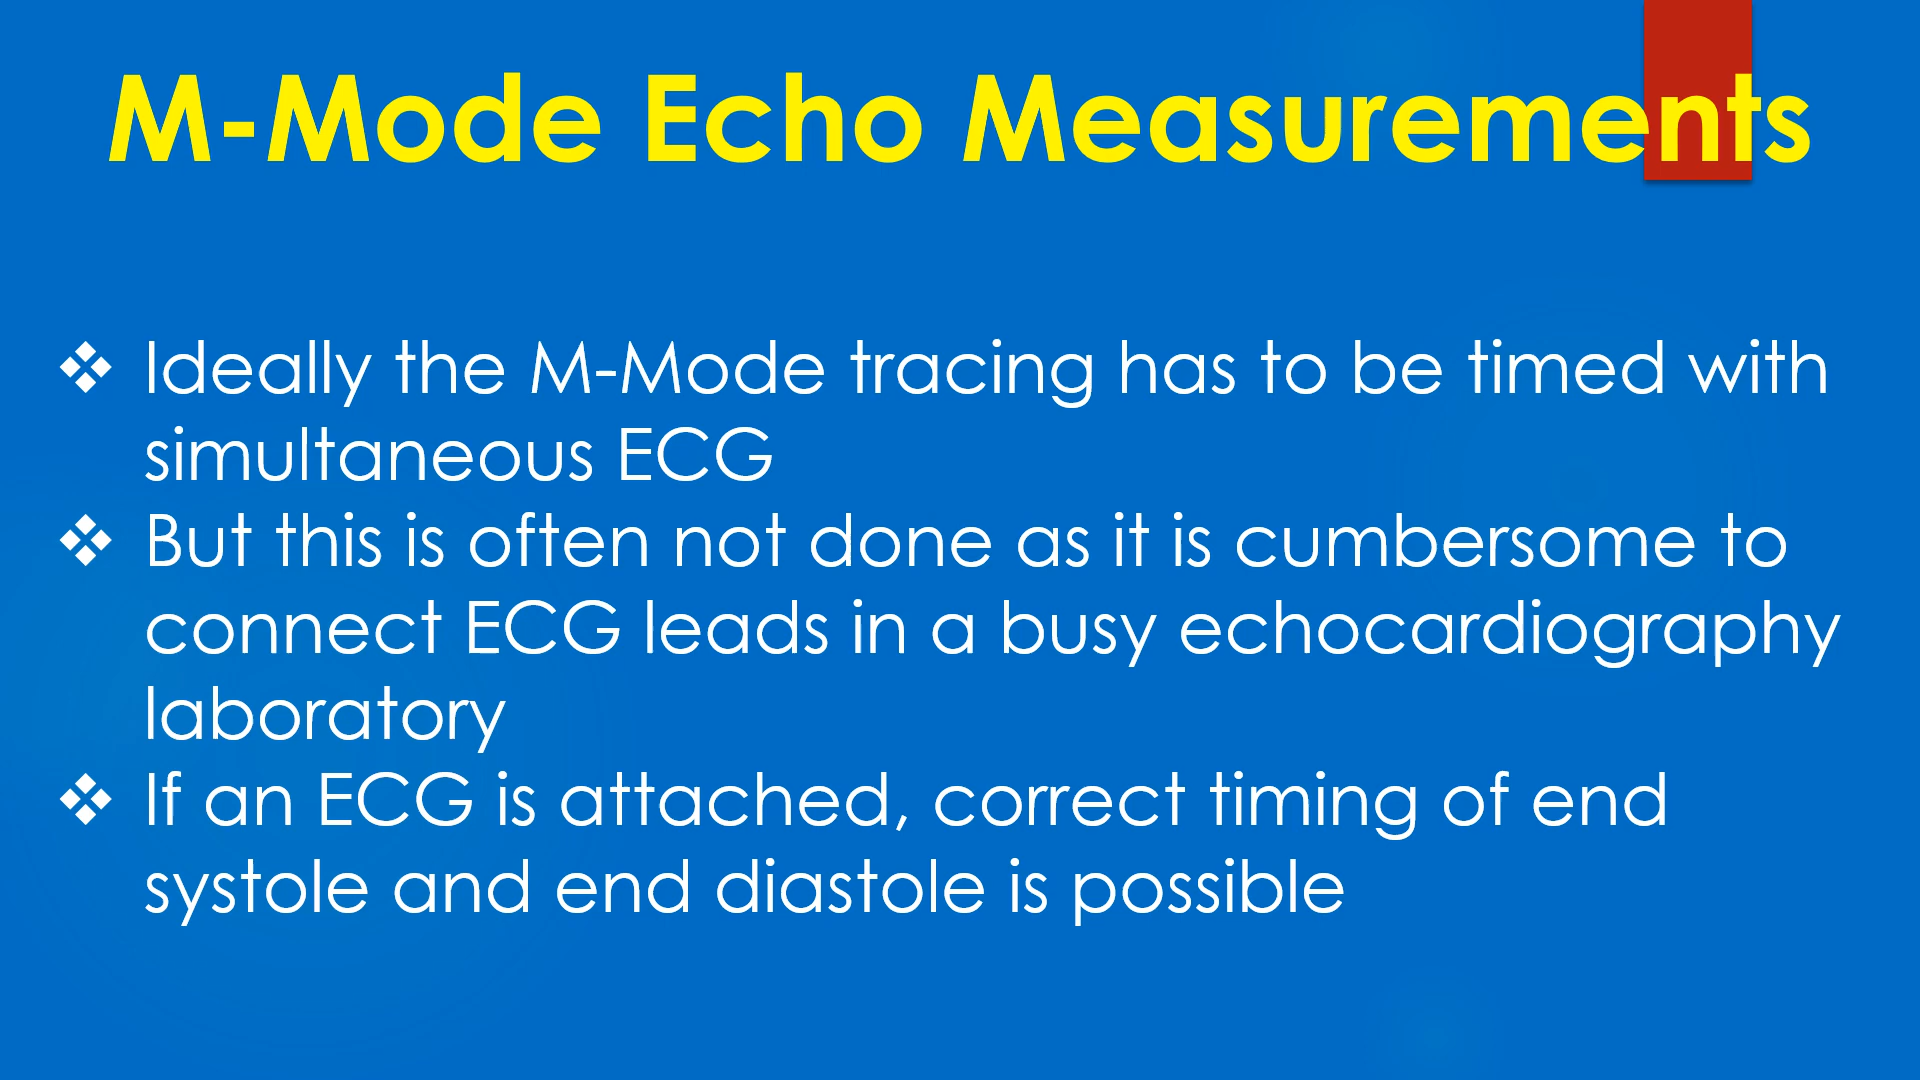 M-Mode Echo Measurements
❖ Ideally the M-Mode tracing has to be timed with
simultaneous ECG
❖ But this is often not done as it is cumbersome to
connect ECG leads in a busy echocardiography
laboratory
❖ If an ECG is attached, correct timing of end
systole and end diastole is possible